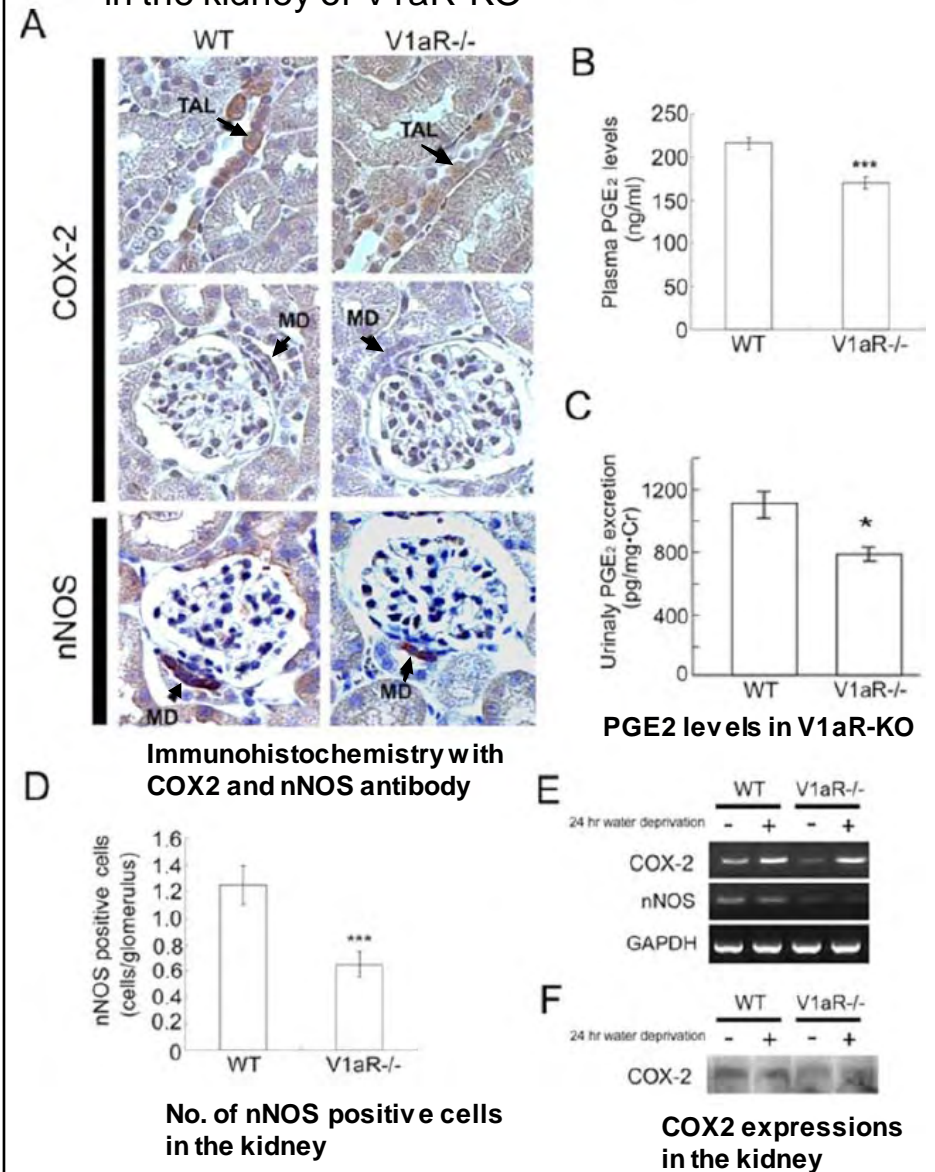 in the kidney of V1aR-KO
A
WT V1aR-/-
COX-2
TAL
TAL
MD
MD
nNOS
MD
MD
Immunohistochemistry with
COX2 and nNOS antibody
B
Plasma PGE2 levels
(ng/ml)
250
200
150
100
50
0
***
WT V1aR-/-
C
Urinaly PGE2 excretion
(pg/mg•Cr)
1200
800
400
0
*
WT V1aR-/-
PGE2 levels in V1aR-KO
D
nNOS positive cells
(cells/glomerulus)
1.6
1.4
1.2
1.0
0.8
0.6
0.4
0.2
0
***
WT V1aR-/-
No. of nNOS positive cells
in the kidney
E
WT V1aR-/-
24 hr water deprivation - + - +
COX-2
nNOS
GAPDH
F
WT V1aR-/-
24 hr water deprivation - + - +
COX-2
COX2 expressions
in the kidney